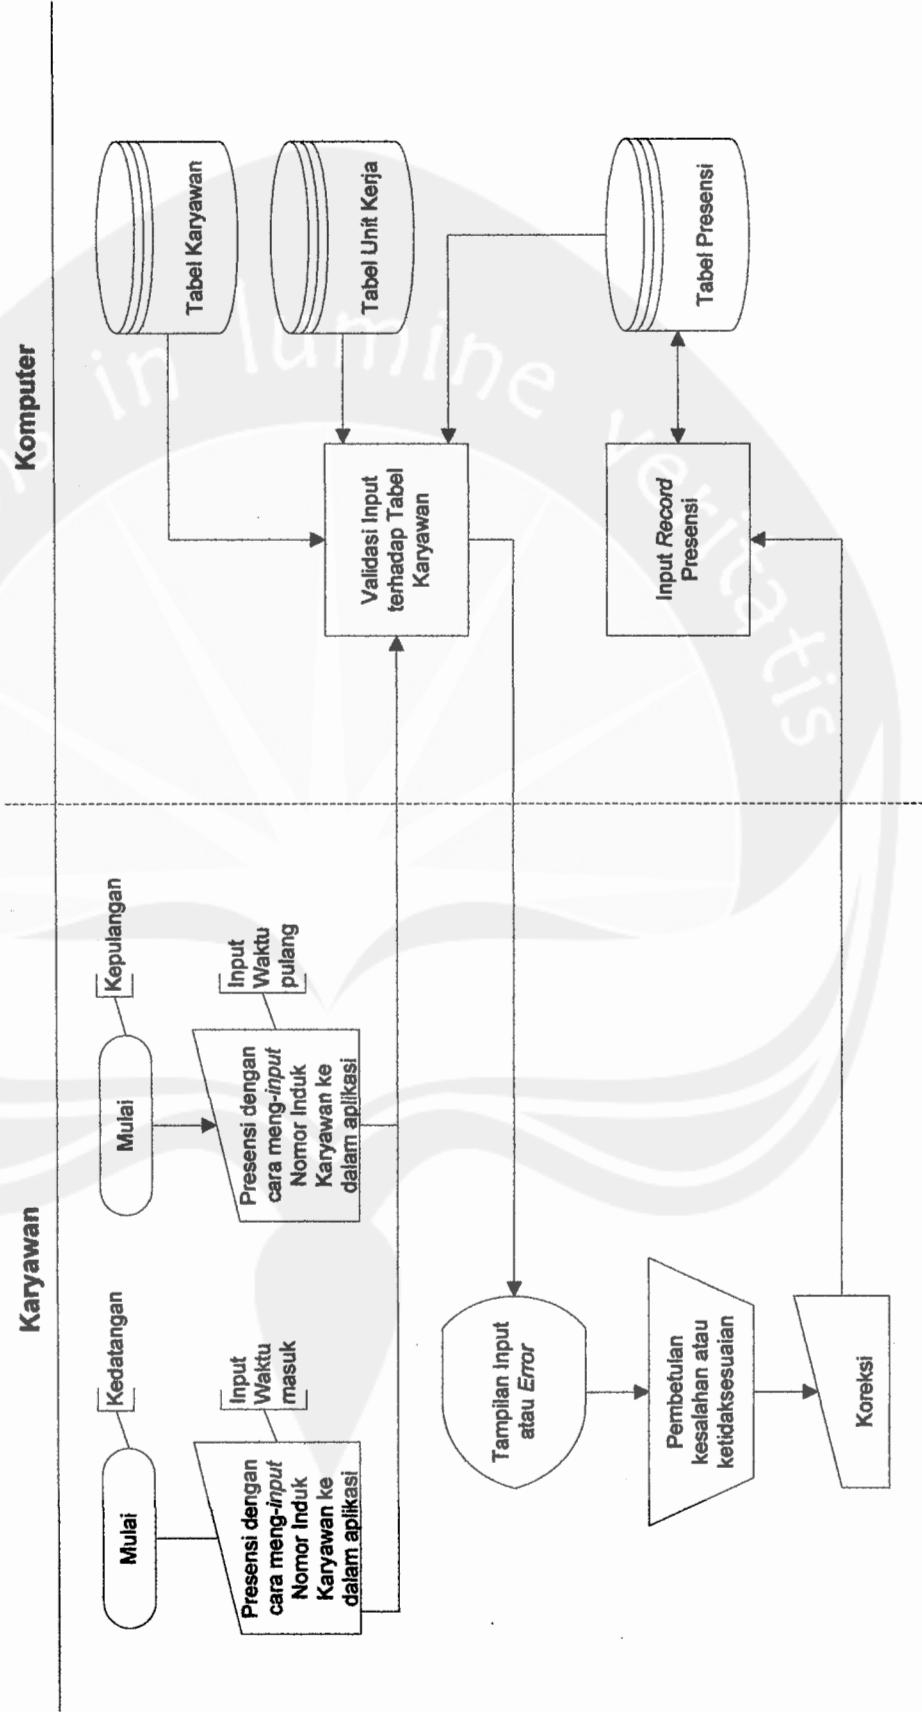 Karyawan
Komputer
Kedatangan
Kepulangan
Mulai
Mulai
Tabel Karyawan
Presensi dengan
cara meng-input
Nomor Induk
Karyawan ke
dalam aplikasi
Input
Waktu
masuk
Presensi dengan
cara meng-input
Nomor Induk
Karyawan ke
dalam aplikasi
Input
Waktu
pulang
Tabel Unit Kerja
Validasi Input
terhadap Tabel
Karyawan
Tampilan Input
atau Error
Pembetulan
kesalahan atau
ketidaksesuaian
Koreksi
Input Record
Presensi
Tabel Presensi
in lumine veritatis